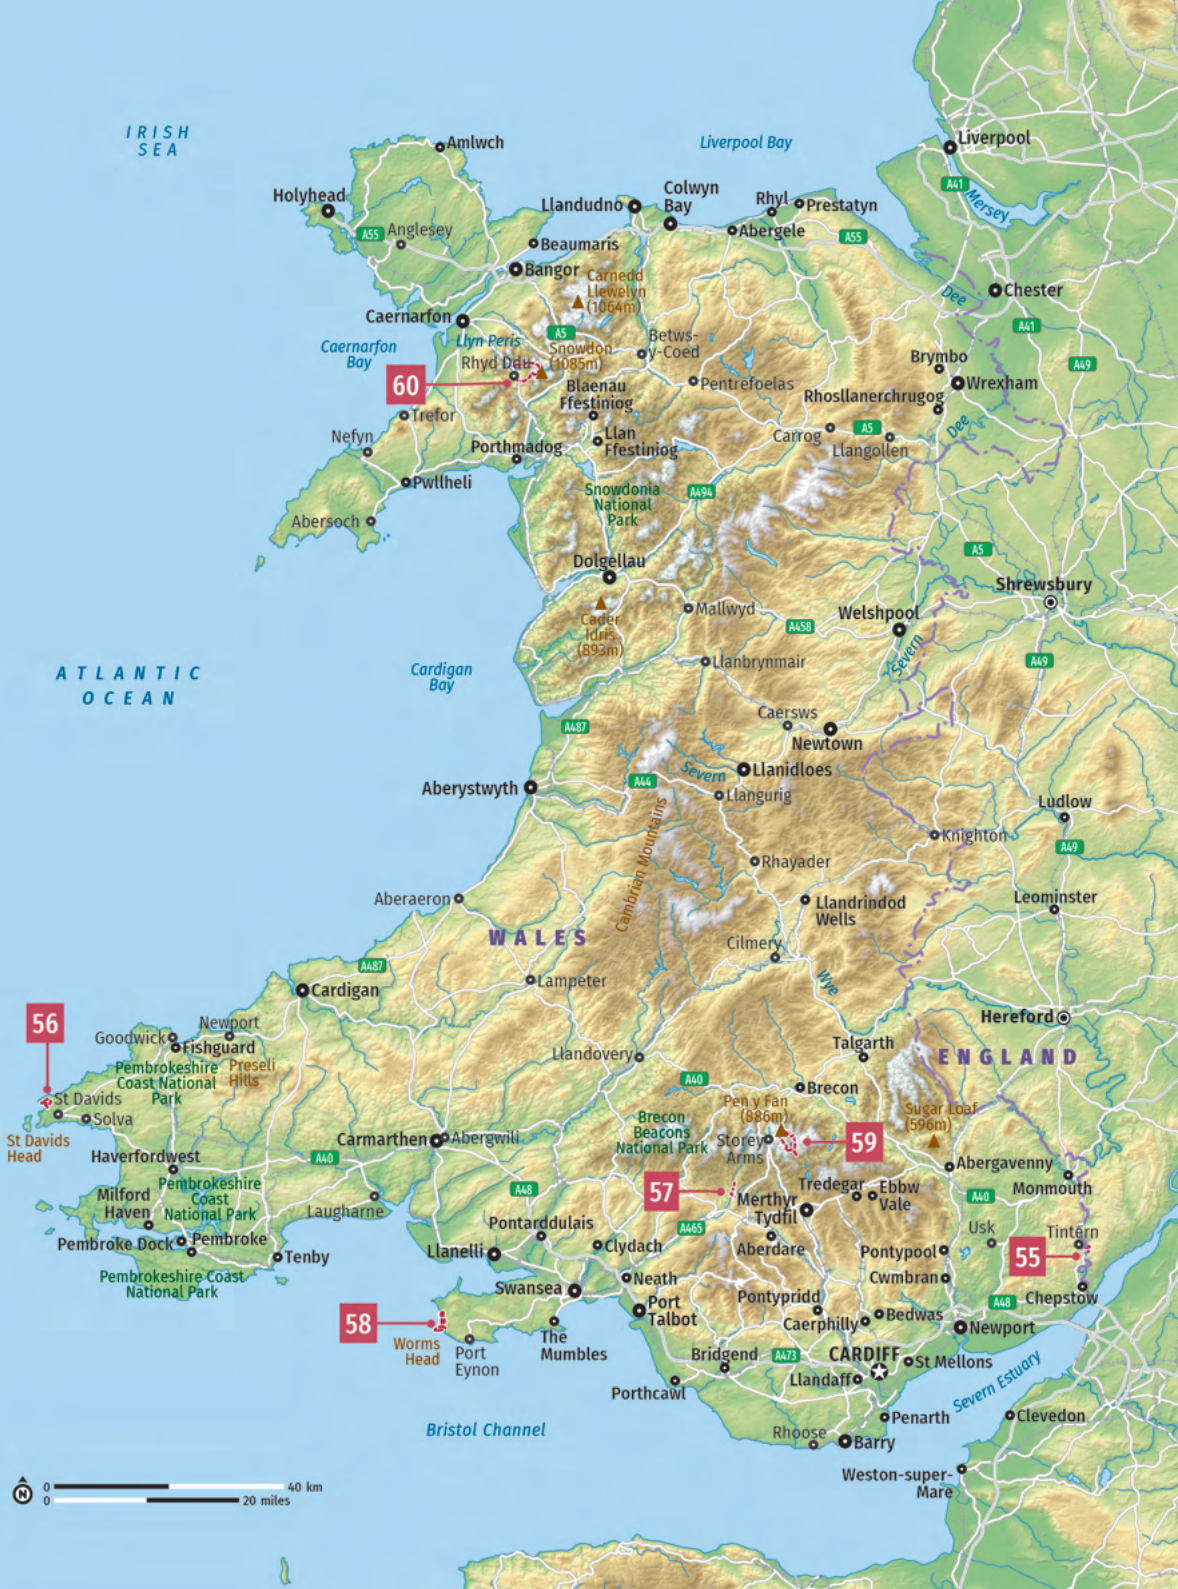 IRISH
SEA
Amlwch
Liverpool Bay
Liverpool
A41
Mersey
Holyhead
Colwyn
Bay
Llandudno
Rhyl
Prestatyn
A55
Anglesey
Abergele
A55
Beaumaris
Bangor
Carnedd
Llewelyn
(1064m)
Dee
Chester
Caernarfon
A41
Caernarfon
Bay
Llyn Peris
A5
Snowdon
(1085m)
Betws-
y-Coed
Rhyd Ddu
60
Brymbo
A49
Wrexham
Blaenau
Ffestiniog
Pentrefoelas
Rhosllanerchrugog
Trefor
Dee
Nefyn
Llan
Ffestiniog
Carrog
A5
Llangollen
Porthmadog
Pwllheli
Snowdonia
National
Park
A494
Abersoch
A5
Dolgellau
Shrewsbury
Cader
Idris
(893m)
Mallwyd
Welshpool
A458
Severn
A49
ATLANTIC
OCEAN
Cardigan
Bay
Llanbrynmair
A487
Caersws
Newtown
Severn
Llanidloes
A44
Aberystwyth
Llangurig
Ludlow
Cambrian Mountains
Knighton
A49
Rhayader
Aberaeron
Llandrindod
Wells
Leominster
WALES
Cilmery
A487
Lampeter
Wye
Cardigan
56
Newport
Goodwick
Fishguard
Hereford
Pembrokeshire
Coast National
Park
Preseli
Hills
Llandovery
Talgarth
ENGLAND
A40
Brecon
St Davids
Solva
Pen y Fan
(886m)
Sugar Loaf
(596m)
Brecon
Beacons
National Park
St Davids
Head
Carmarthen
Abergwili
Storey
Arms
59
Haverfordwest
A40
Abergavenny
Monmouth
Pembrokeshire
Coast
National Park
A48
57
Tredegar
Ebbw
Vale
A40
Milford
Haven
Laugharne
Merthyr
Tydfil
Pontarddulais
A465
Usk
Tintern
Pembroke Dock
Pembroke
Tenby
Llanelli
Clydach
Aberdare
Pontypool
55
Pembrokeshire Coast
National Park
Neath
Cwmbran
Swansea
Pontypridd
Chepstow
A48
Port
Talbot
Caerphilly
Bedwas
Newport
58
Worms
Head
Port
Eynon
The
Mumbles
Bridgend
A473
CARDIFF
St Mellons
Llandaff
Severn Estuary
Porthcawl
Penarth
Clevedon
Bristol Channel
Rhoose
Barry
Weston-super-
Mare
N
0 40 km
0 20 miles